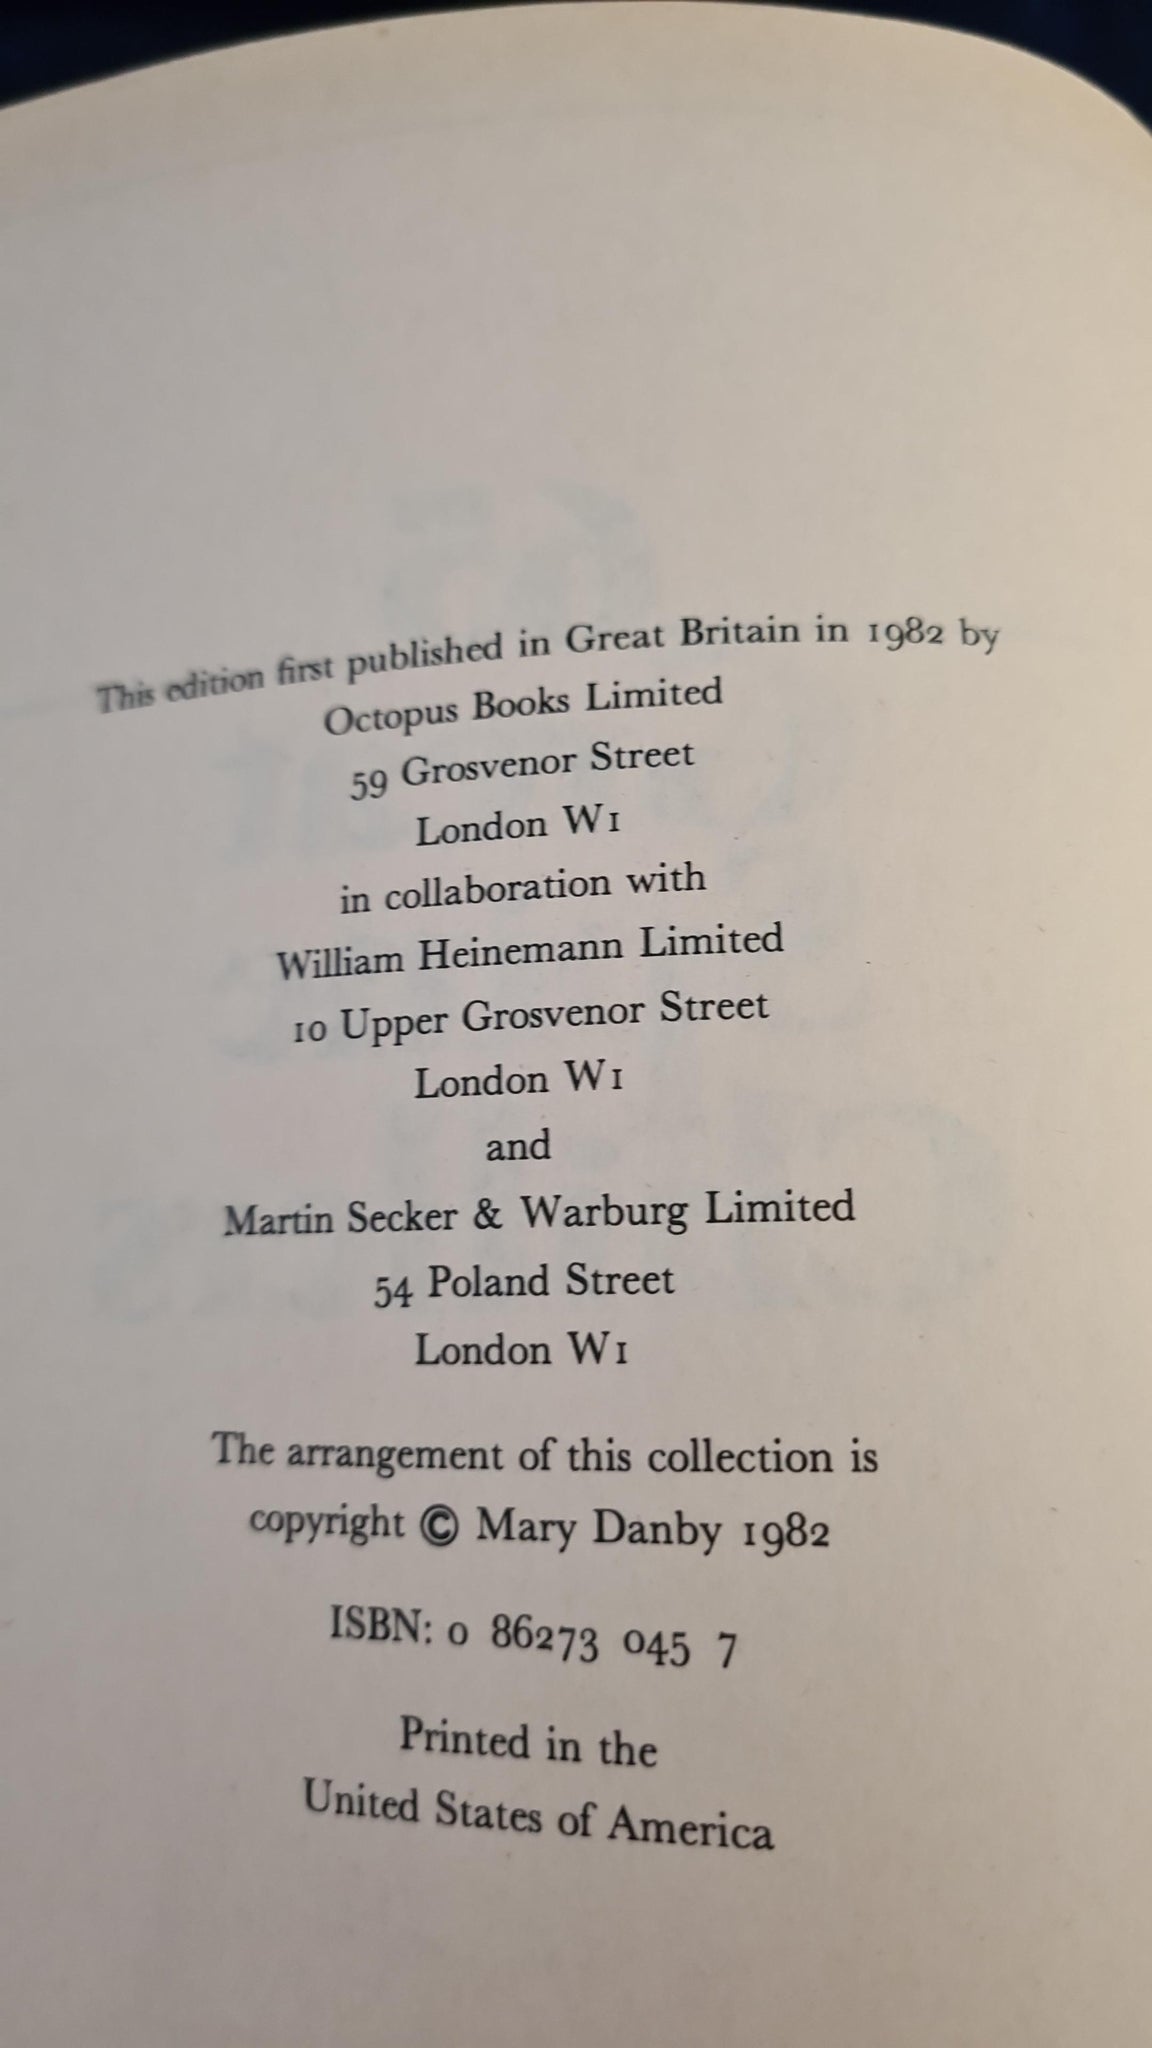 This edition first published in Great Britain in 1982 by
Octopus Books Limited
59 Grosvenor Street
London W1
in collaboration with
William Heinemann Limited
10 Upper Grosvenor Street
London W1
and
Martin Secker & Warburg Limited
54 Poland Street
London W1
The arrangement of this collection is
copyright © Mary Danby 1982
ISBN: 0 86273 045 7
Printed in the
United States of America